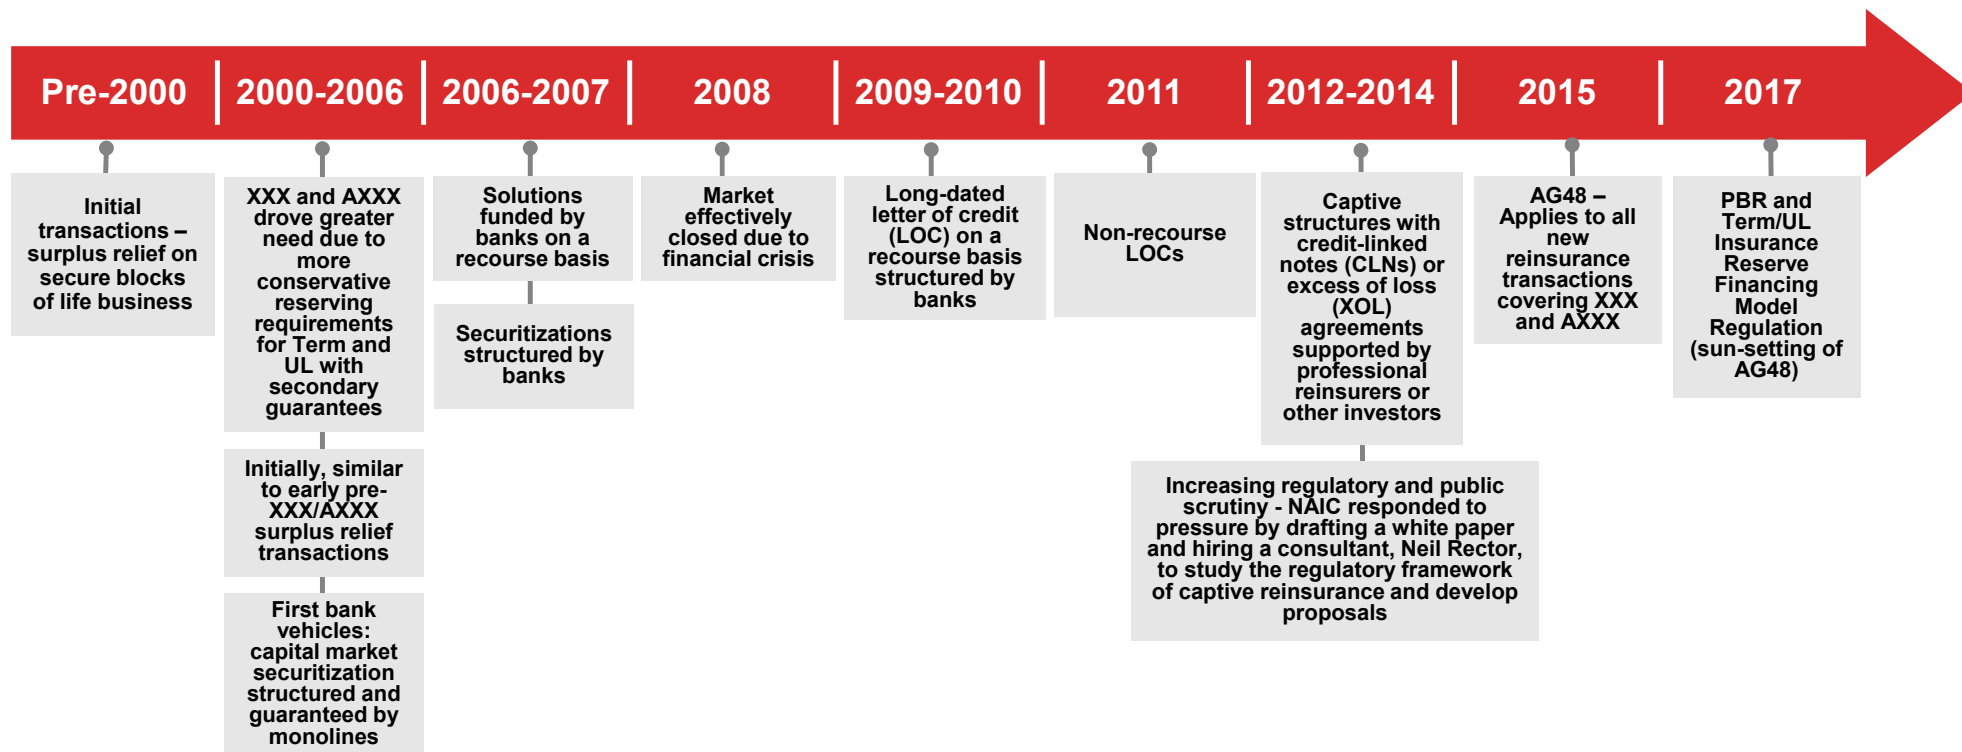 Pre-2000
2000-2006
2006-2007
2008
2009-2010
2011
2012-2014
2015
2017
Initial
transactions –
surplus relief on
secure blocks
of life business
XXX and AXXX
drove greater
need due to
more
conservative
reserving
requirements
for Term and
UL with
secondary
guarantees
Initially, similar
to early pre-
XXX/AXXX
surplus relief
transactions
First bank
vehicles:
capital market
securitization
structured and
guaranteed by
monolines
Solutions
funded by
banks on a
recourse basis
Securitizations
structured by
banks
Market
effectively
closed due to
financial crisis
Long-dated
letter of credit
(LOC) on a
recourse basis
structured by
banks
Non-recourse
LOCs
Captive
structures with
credit-linked
notes (CLNs) or
excess of loss
(XOL)
agreements
supported by
professional
reinsurers or
other investors
Increasing regulatory and public
scrutiny - NAIC responded to
pressure by drafting a white paper
and hiring a consultant, Neil Rector,
to study the regulatory framework
of captive reinsurance and develop
proposals
AG48 –
Applies to all
new
reinsurance
transactions
covering XXX
and AXXX
PBR and
Term/UL
Insurance
Reserve
Financing
Model
Regulation
(sun-setting of
AG48)